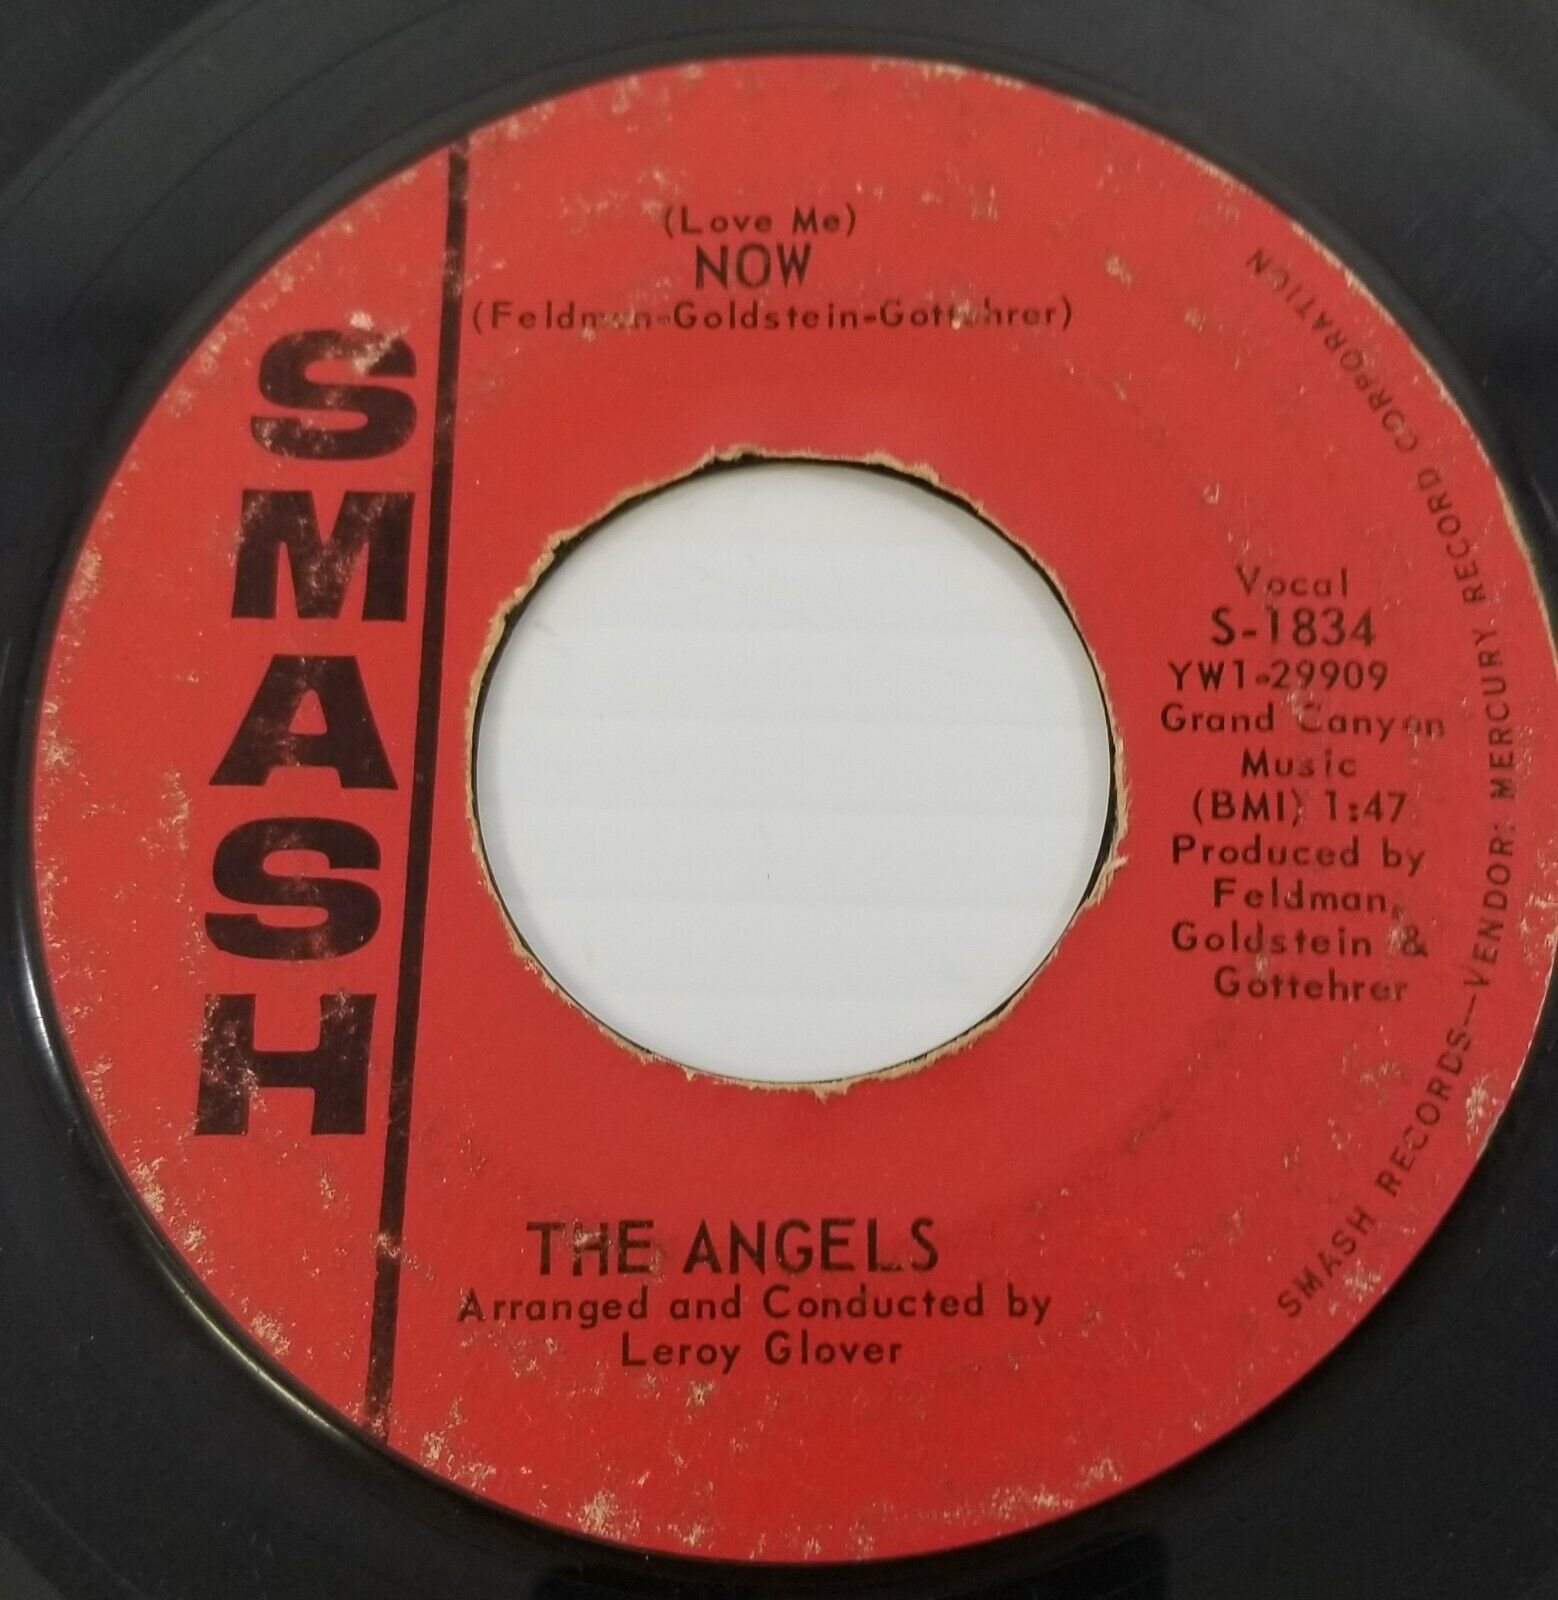 (Love Me)
NOW
(Feldman-Goldstein-Gottehrer)
SMASH
Vocal
S-1834
YW1-29909
Grand Canyon
Music
(BMI) 1:47
Produced by
Feldman,
Goldstein &
Gottehrer
THE ANGELS
Arranged and Conducted by
Leroy Glover
SMASH RECORDS—VENDOR: MERCURY RECORD CORPORATION